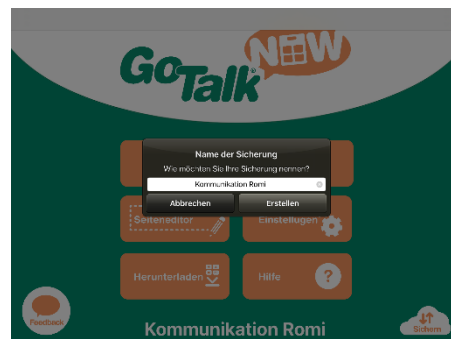 GoTalk NOW
Name der Sicherung
Wie möchten Sie Ihre Sicherung nennen?
Kommunikation Romi
Abbrechen
Erstellen
Seiteneditor
Einstellugen
Herunterladen
Hilfe
?
Feedback
Kommunikation Romi
Sichern